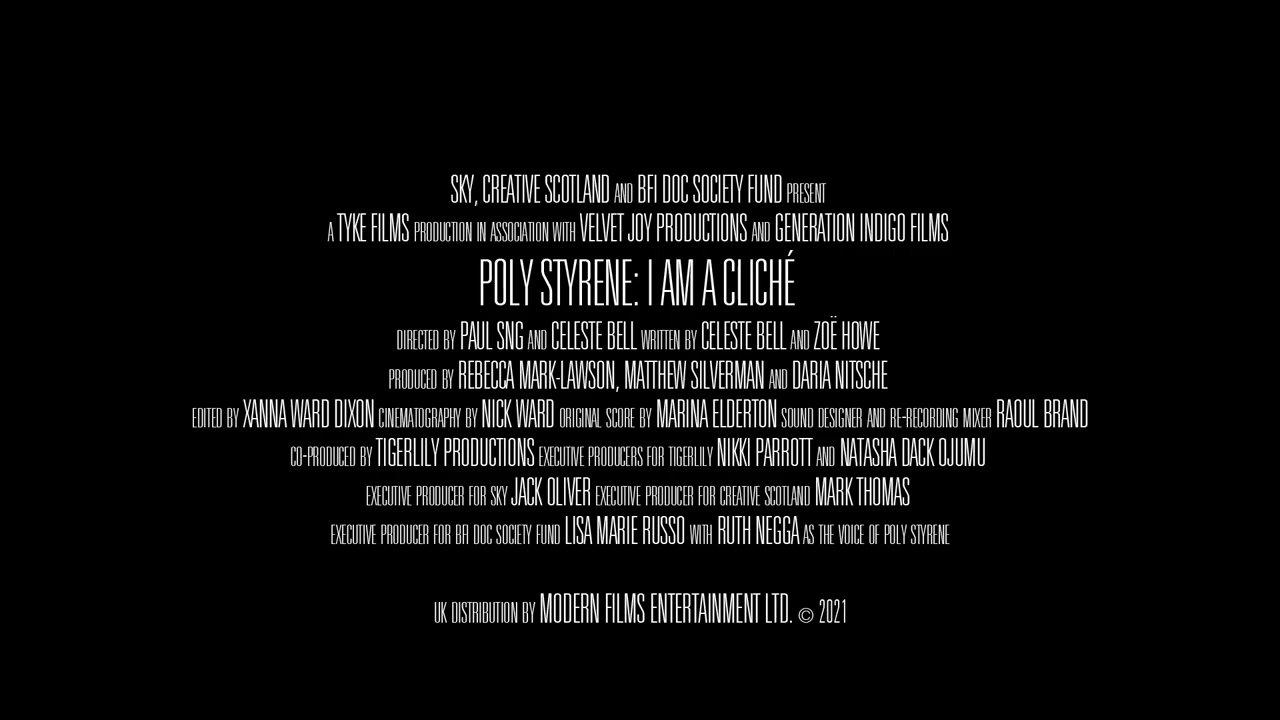 SKY, CREATIVE SCOTLAND AND BFI DOC SOCIETY FUND PRESENT
A TYKE FILMS PRODUCTION IN ASSOCIATION WITH VELVET JOY PRODUCTIONS AND GENERATION INDIGO FILMS
POLY STYRENE: I AM A CLICHÉ
DIRECTED BY PAUL SNG AND CELESTE BELL WRITTEN BY CELESTE BELL AND ZOË HOWE
PRODUCED BY REBECCA MARK-LAWSON, MATTHEW SILVERMAN AND DARIA NITSCHE
EDITED BY XANNA WARD DIXON CINEMATOGRAPHY BY NICK WARD ORIGINAL SCORE BY MARINA ELDERTON SOUND DESIGNER AND RE-RECORDING MIXER RAOUL BRAND
CO-PRODUCED BY TIGERLILY PRODUCTIONS EXECUTIVE PRODUCERS FOR TIGERLILY NIKKI PARROTT AND NATASHA DACK OJUMU
EXECUTIVE PRODUCER FOR SKY JACK OLIVER EXECUTIVE PRODUCER FOR CREATIVE SCOTLAND MARK THOMAS
EXECUTIVE PRODUCER FOR BFI DOC SOCIETY FUND LISA MARIE RUSSO WITH RUTH NEGGA AS THE VOICE OF POLY STYRENE
UK DISTRIBUTION BY MODERN FILMS ENTERTAINMENT LTD. © 2021